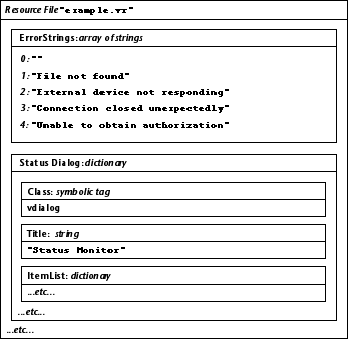 Resource File "example.vr"
ErrorStrings: array of strings
0: ""
1: "File not found"
2: "External device not responding"
3: "Connection closed unexpectedly"
4: "Unable to obtain authorization"
Status Dialog: dictionary
Class: symbolic tag
vdialog
Title: string
"Status Monitor"
ItemList: dictionary
...etc...
...etc...
...etc...